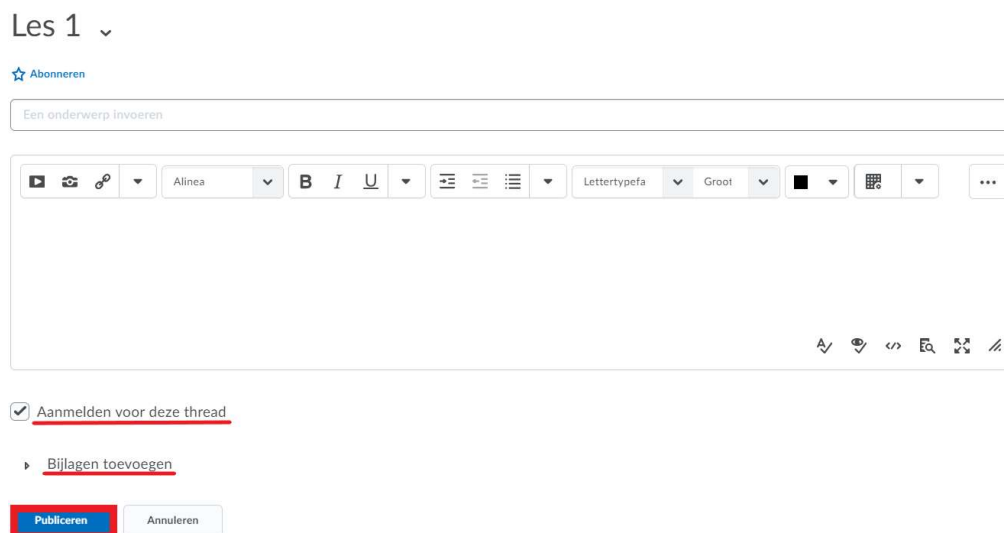 Les 1
Abonneren
Een onderwerp invoeren
Alinea B I U Lettertypefa Groot
Aanmelden voor deze thread
Bijlagen toevoegen
Publiceren Annuleren